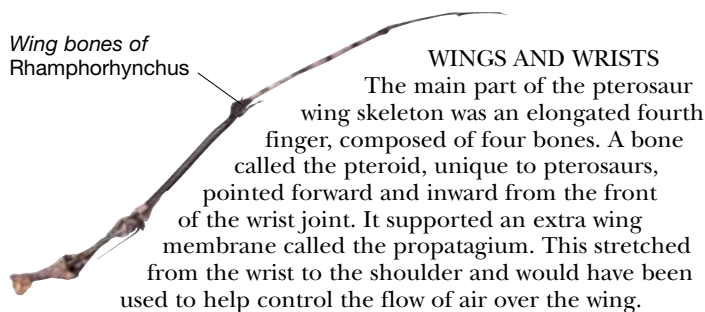 Wing bones of
Rhamphorhynchus
WINGS AND WRISTS
The main part of the pterosaur
wing skeleton was an elongated fourth
finger, composed of four bones. A bone
called the pteroid, unique to pterosaurs,
pointed forward and inward from the front
of the wrist joint. It supported an extra wing
membrane called the propatagium. This stretched
from the wrist to the shoulder and would have been
used to help control the flow of air over the wing.